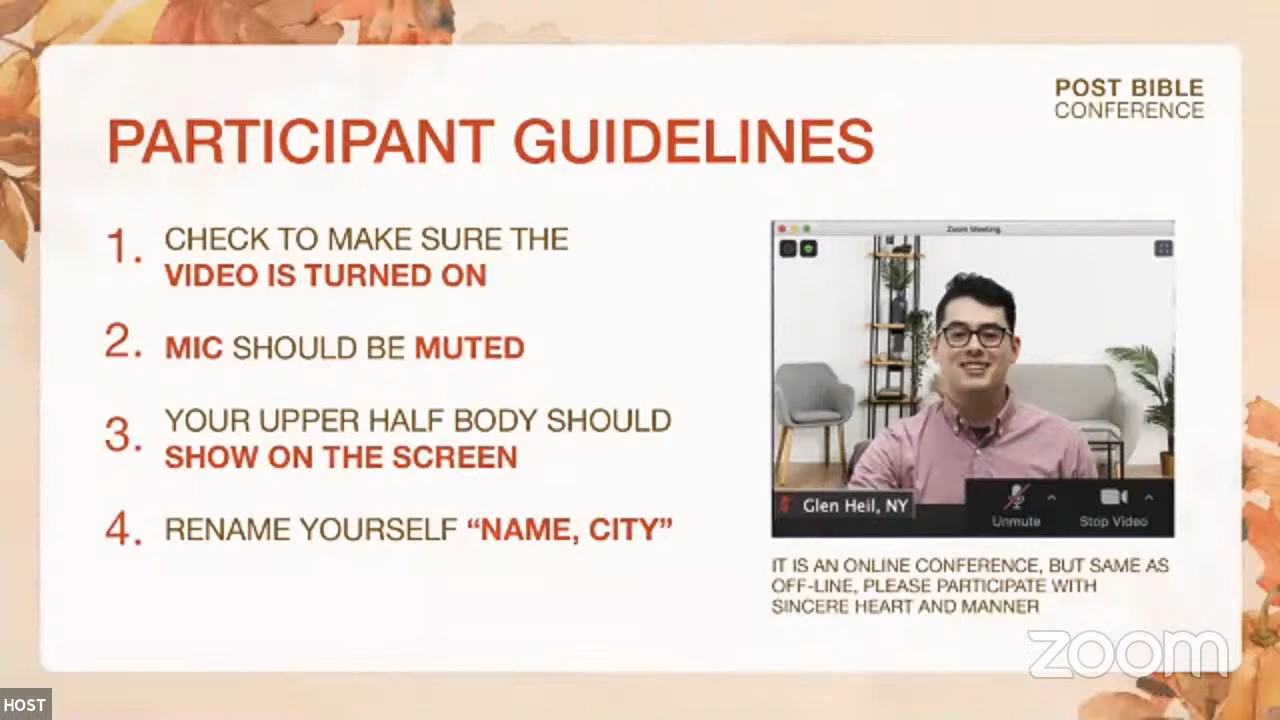 POST BIBLE
CONFERENCE
PARTICIPANT GUIDELINES
1. CHECK TO MAKE SURE THE
VIDEO IS TURNED ON
2. MIC SHOULD BE MUTED
3. YOUR UPPER HALF BODY SHOULD
SHOW ON THE SCREEN
4. RENAME YOURSELF “NAME, CITY”
Zoom Meeting
Glen Heil, NY
Unmute
Stop Video
IT IS AN ONLINE CONFERENCE, BUT SAME AS
OFF-LINE, PLEASE PARTICIPATE WITH
SINCERE HEART AND MANNER
zoom
HOST